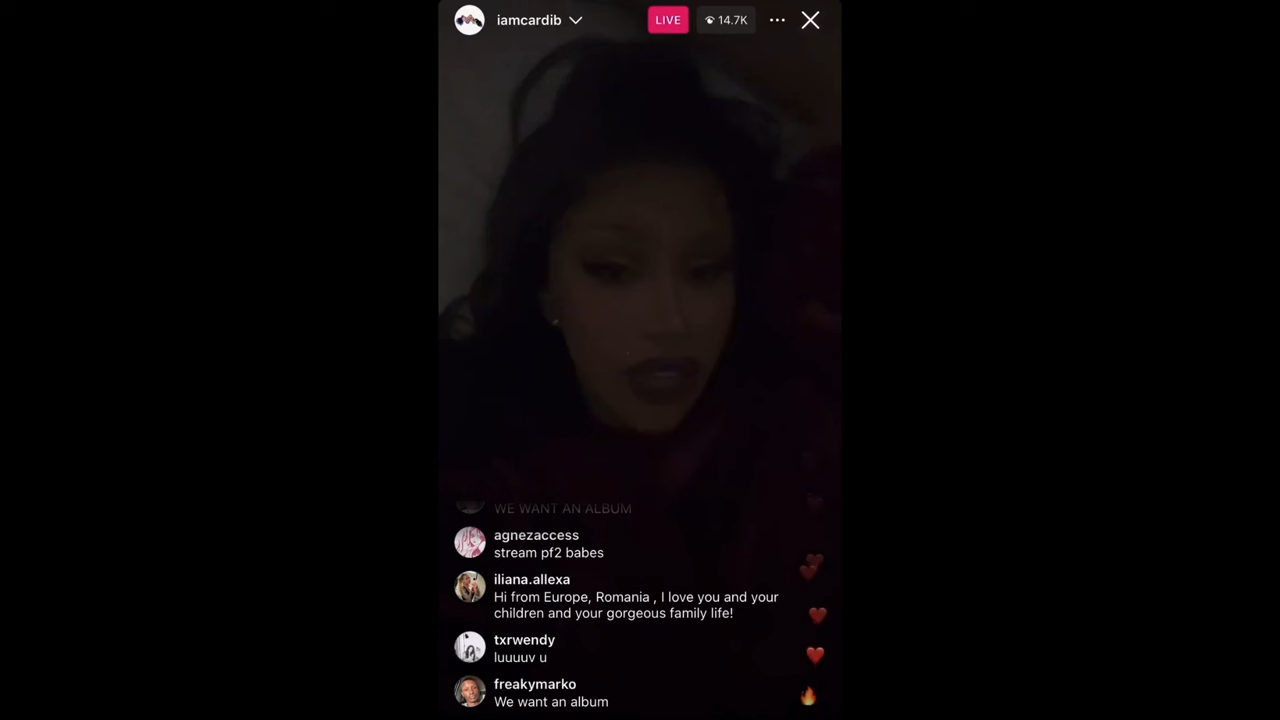 iamcardib
LIVE
14.7K
WE WANT AN ALBUM
agnezaccess
stream pf2 babes
iliana.allexa
Hi from Europe, Romania , I love you and your
children and your gorgeous family life!
txrwendy
luuuuv u
freakymarko
We want an album